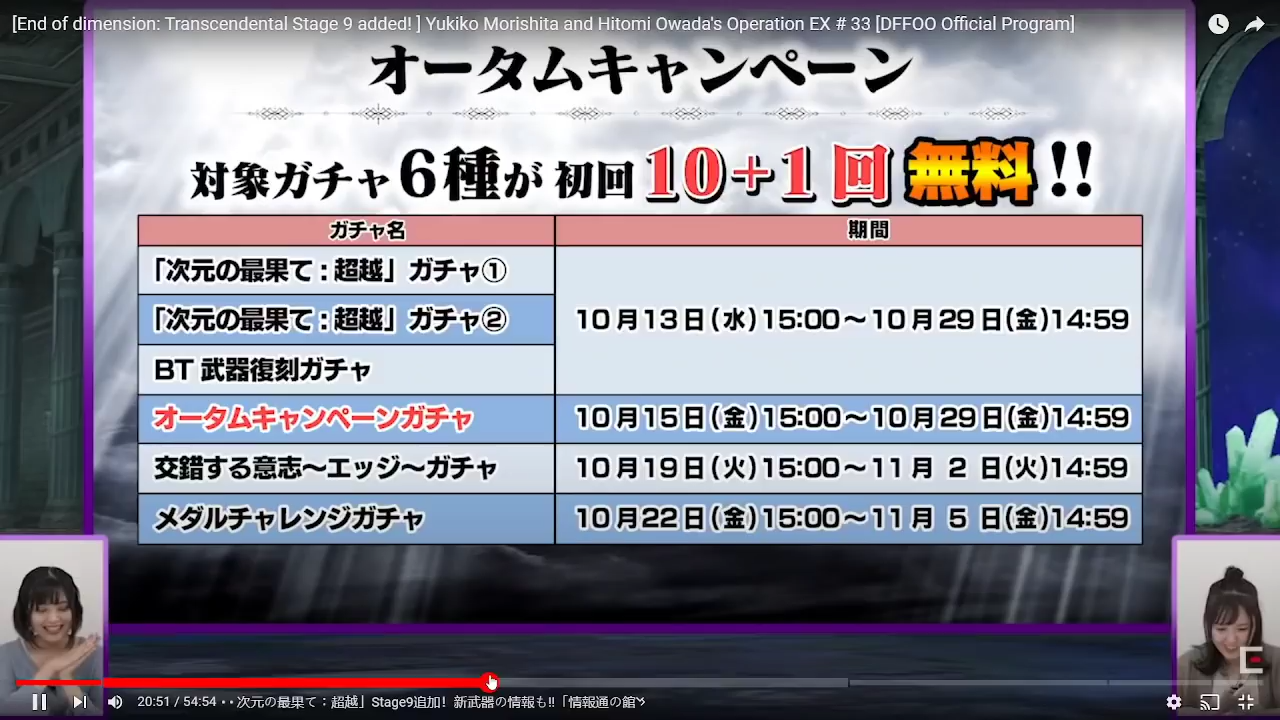 [End of dimension: Transcendental Stage 9 added! ] Yukiko Morishita and Hitomi Owada's Operation EX # 33 [DFFOO Official Program]
オータムキャンペーン
対象ガチャ6種が 初回10+1回 無料!!
ガチャ名 期間
「次元の最果て:超越」ガチャ①
「次元の最果て:超越」ガチャ② 10月13日(水)15:00～10月29日(金)14:59
BT 武器復刻ガチャ
オータムキャンペーンガチャ 10月15日(金)15:00～10月29日(金)14:59
交錯する意志～エッジ～ガチャ 10月19日(火)15:00～11月 2 日(火)14:59
メダルチャレンジガチャ 10月22日(金)15:00～11月 5 日(金)14:59
E
20:51 / 54:54 • • 次元の最果て：超越」Stage9追加！新武器の情報も!!「情報通の館